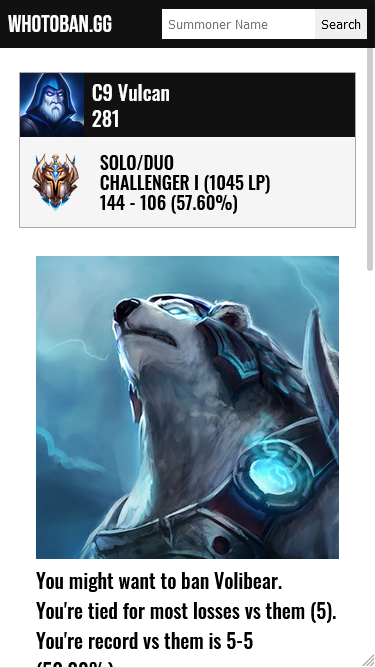 WHOTOBAN.GG
Summoner Name
Search
C9 Vulcan
281
SOLO/DUO
CHALLENGER I (1045 LP)
144 - 106 (57.60%)
You might want to ban Volibear.
You're tied for most losses vs them (5).
You're record vs them is 5-5